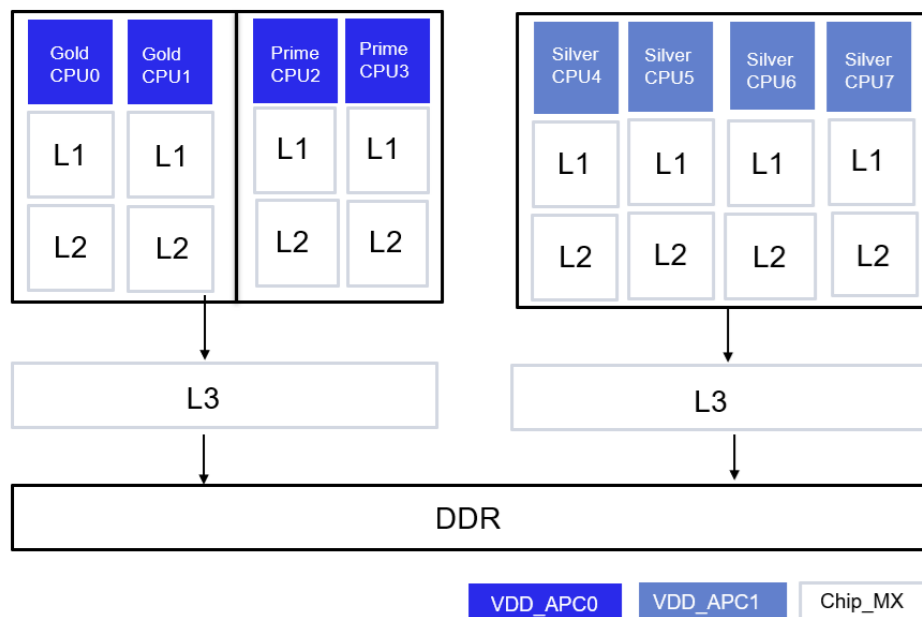 Gold
CPU0
Gold
CPU1
Prime
CPU2
Prime
CPU3
Silver
CPU4
Silver
CPU5
Silver
CPU6
Silver
CPU7
L1
L1
L1
L1
L1
L1
L1
L1
L2
L2
L2
L2
L2
L2
L2
L2
L3
L3
DDR
VDD_APC0
VDD_APC1
Chip_MX